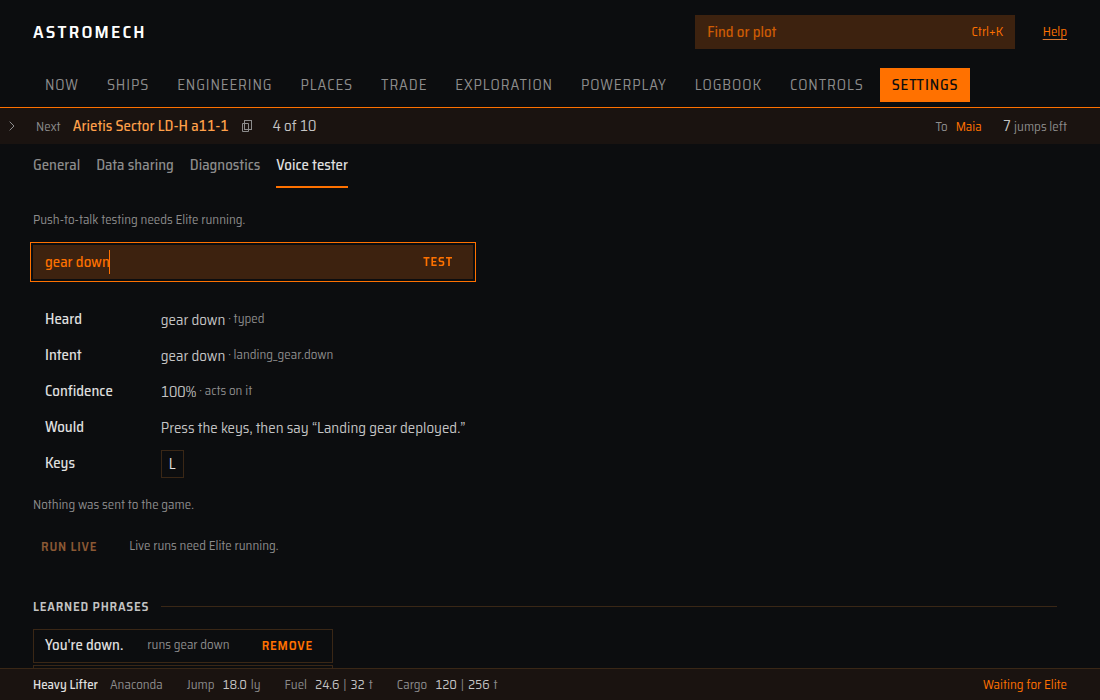 ASTROMECH
Find or plot Ctrl+K Help
NOW SHIPS ENGINEERING PLACES TRADE EXPLORATION POWERPLAY LOGBOOK CONTROLS SETTINGS
Next Arietis Sector LD-H a11-1 4 of 10 To Maia 7 jumps left
General Data sharing Diagnostics Voice tester
Push-to-talk testing needs Elite running.
gear down TEST
Heard gear down · typed
Intent gear down · landing_gear.down
Confidence 100% · acts on it
Would Press the keys, then say “Landing gear deployed.”
Keys L
Nothing was sent to the game.
RUN LIVE Live runs need Elite running.
LEARNED PHRASES
You're down. runs gear down REMOVE
Heavy Lifter Anaconda Jump 18.0 ly Fuel 24.6 | 32 t Cargo 120 | 256 t Waiting for Elite